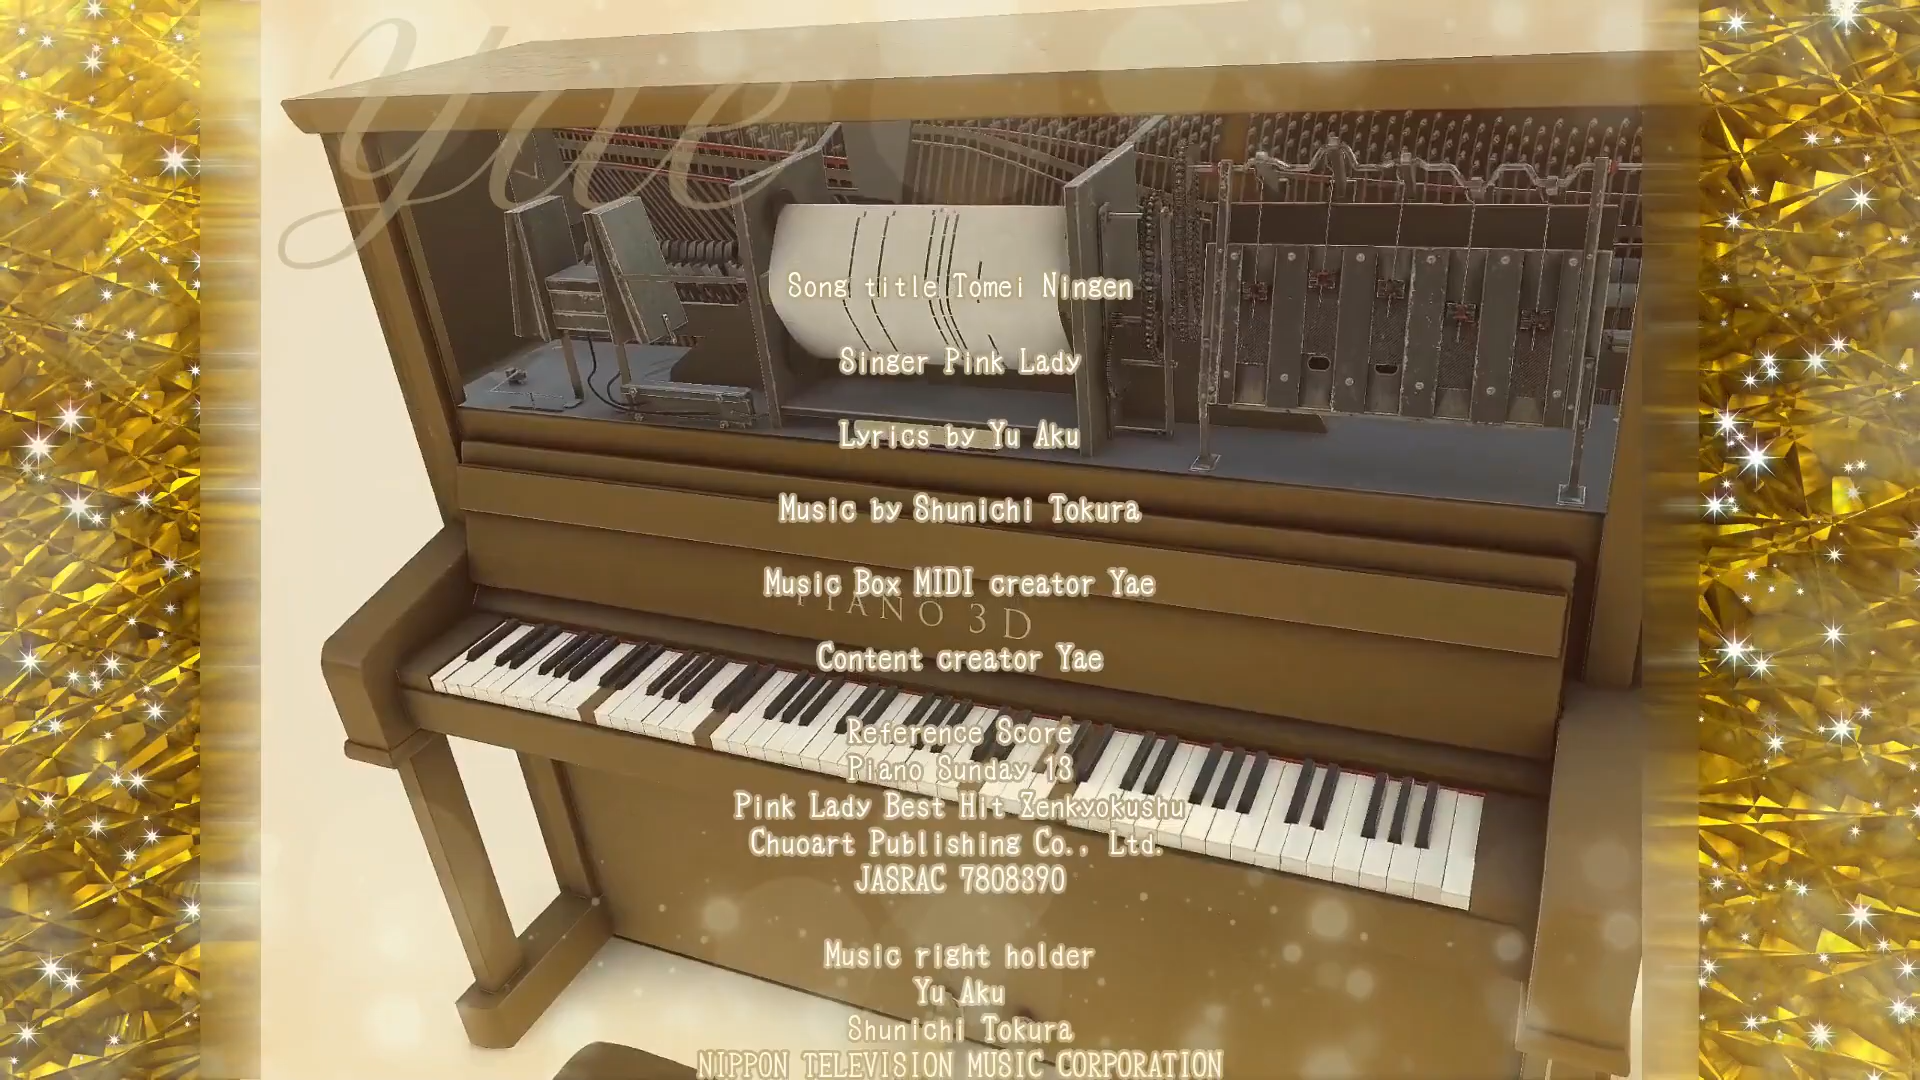 Yae
Song title Tomei Ningen
Singer Pink Lady
Lyrics by Yu Aku
Music by Shunichi Tokura
Music Box MIDI creator Yae
PIANO 3D
Content creator Yae
Reference Score
Piano Sunday 13
Pink Lady Best Hit Zenkyokushu
Chuoart Publishing Co., Ltd.
JASRAC 7808390
Music right holder
Yu Aku
Shunichi Tokura
NIPPON TELEVISION MUSIC CORPORATION